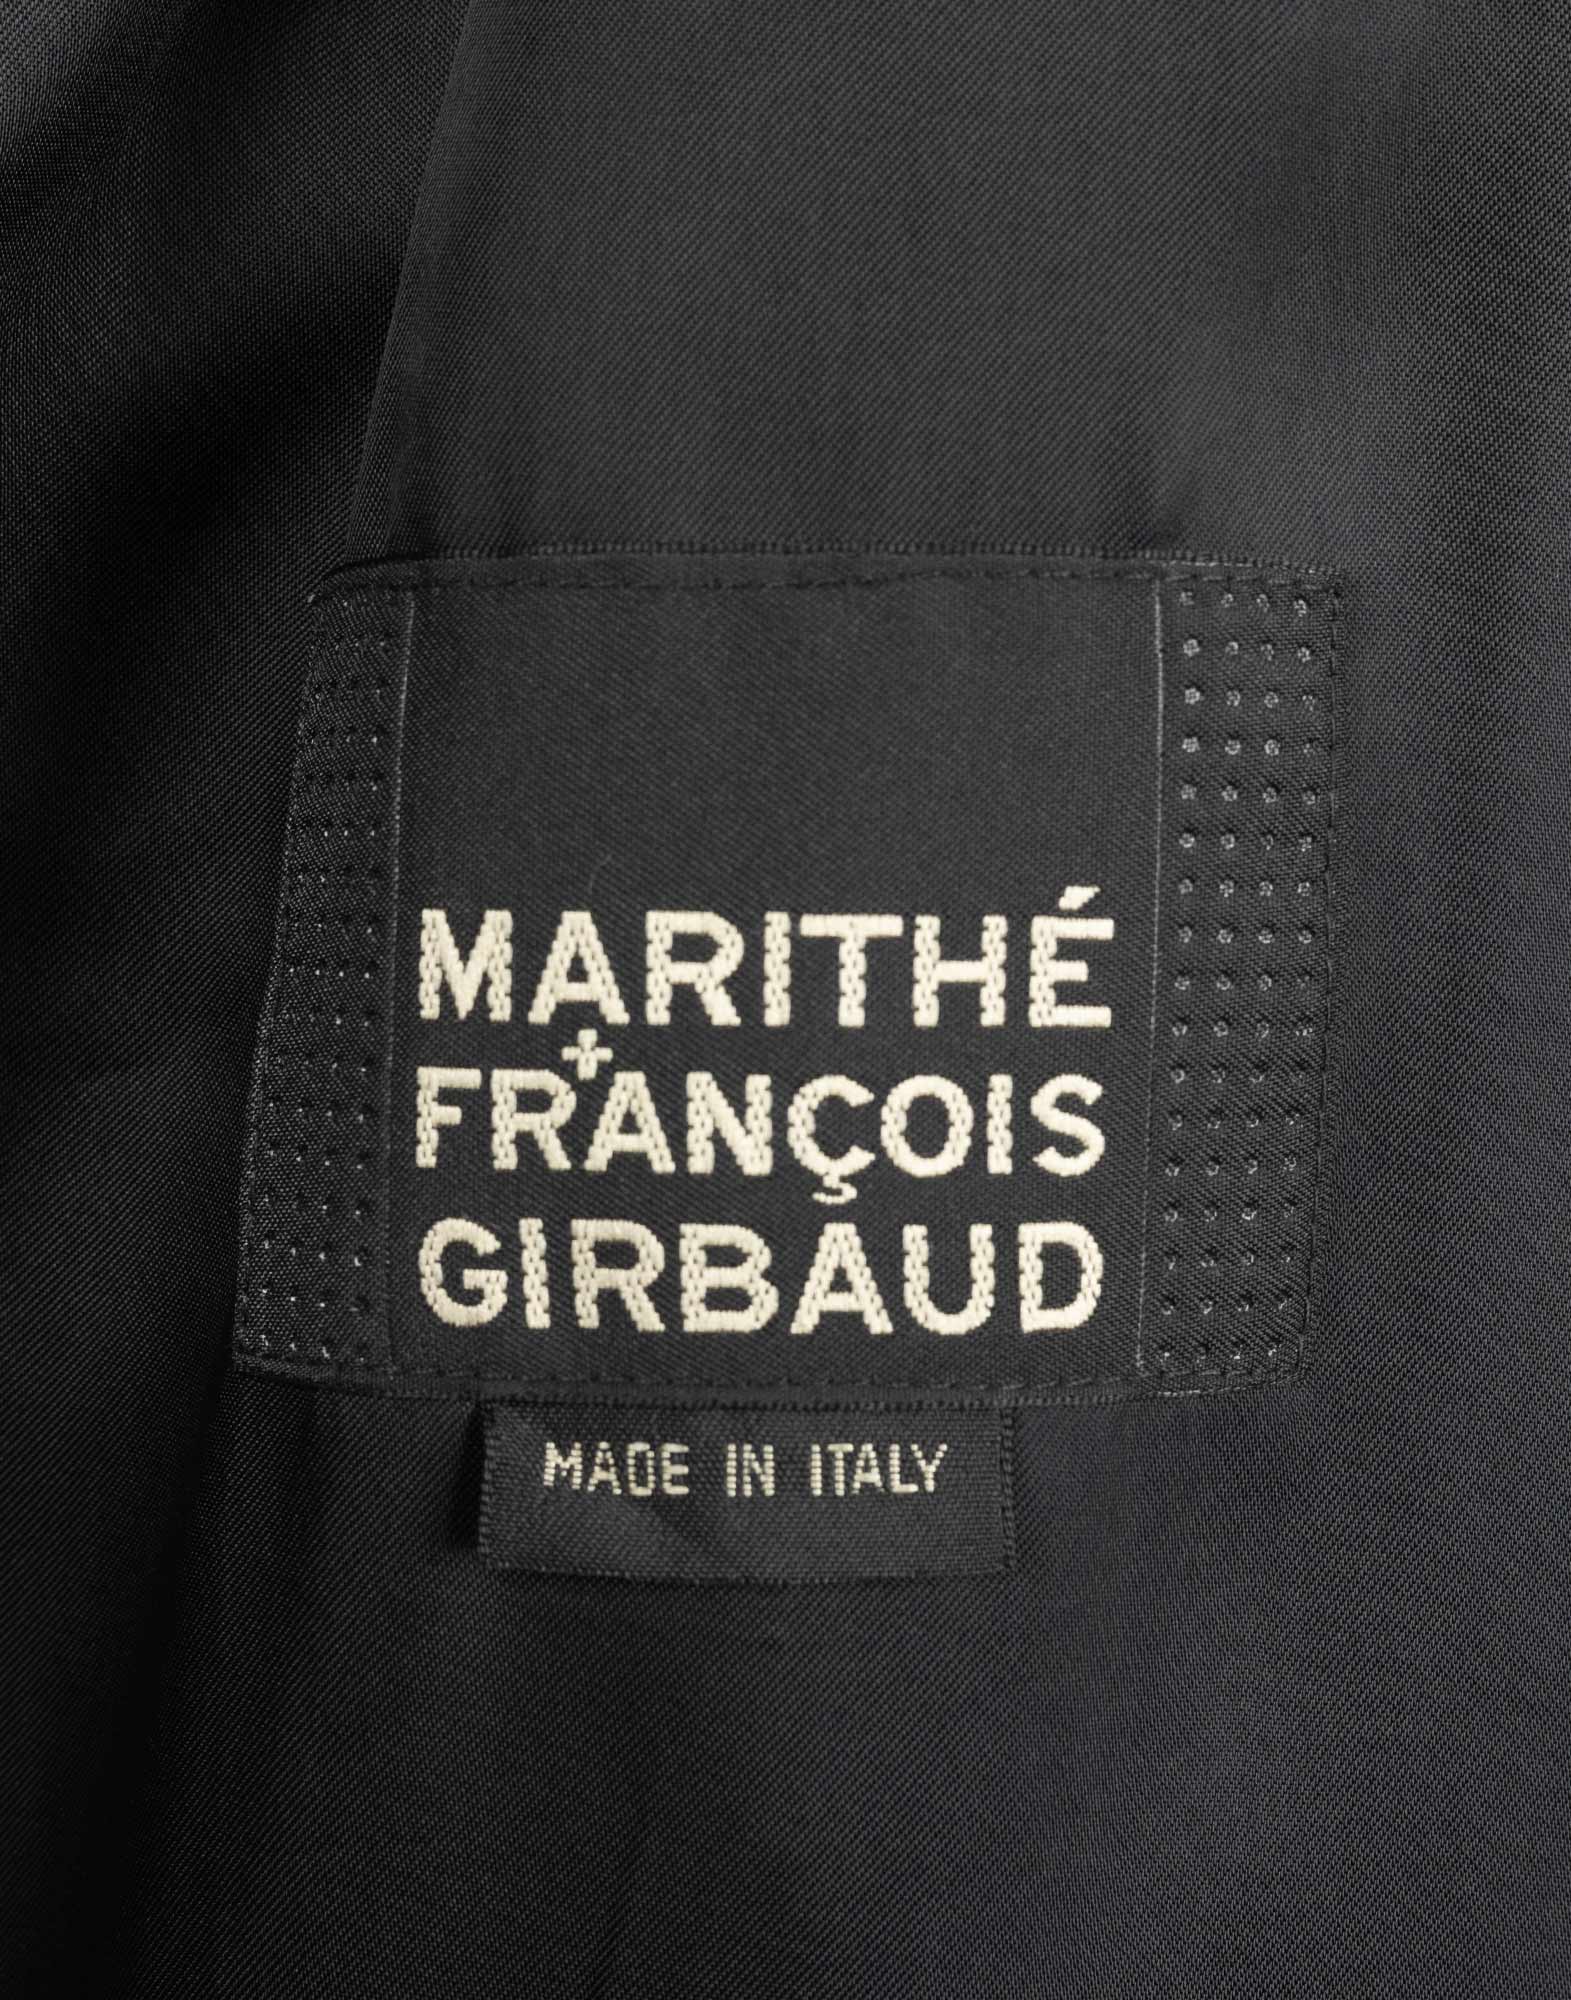 MARITHÉ
+
FRANÇOIS
GIRBAUD
MADE IN ITALY